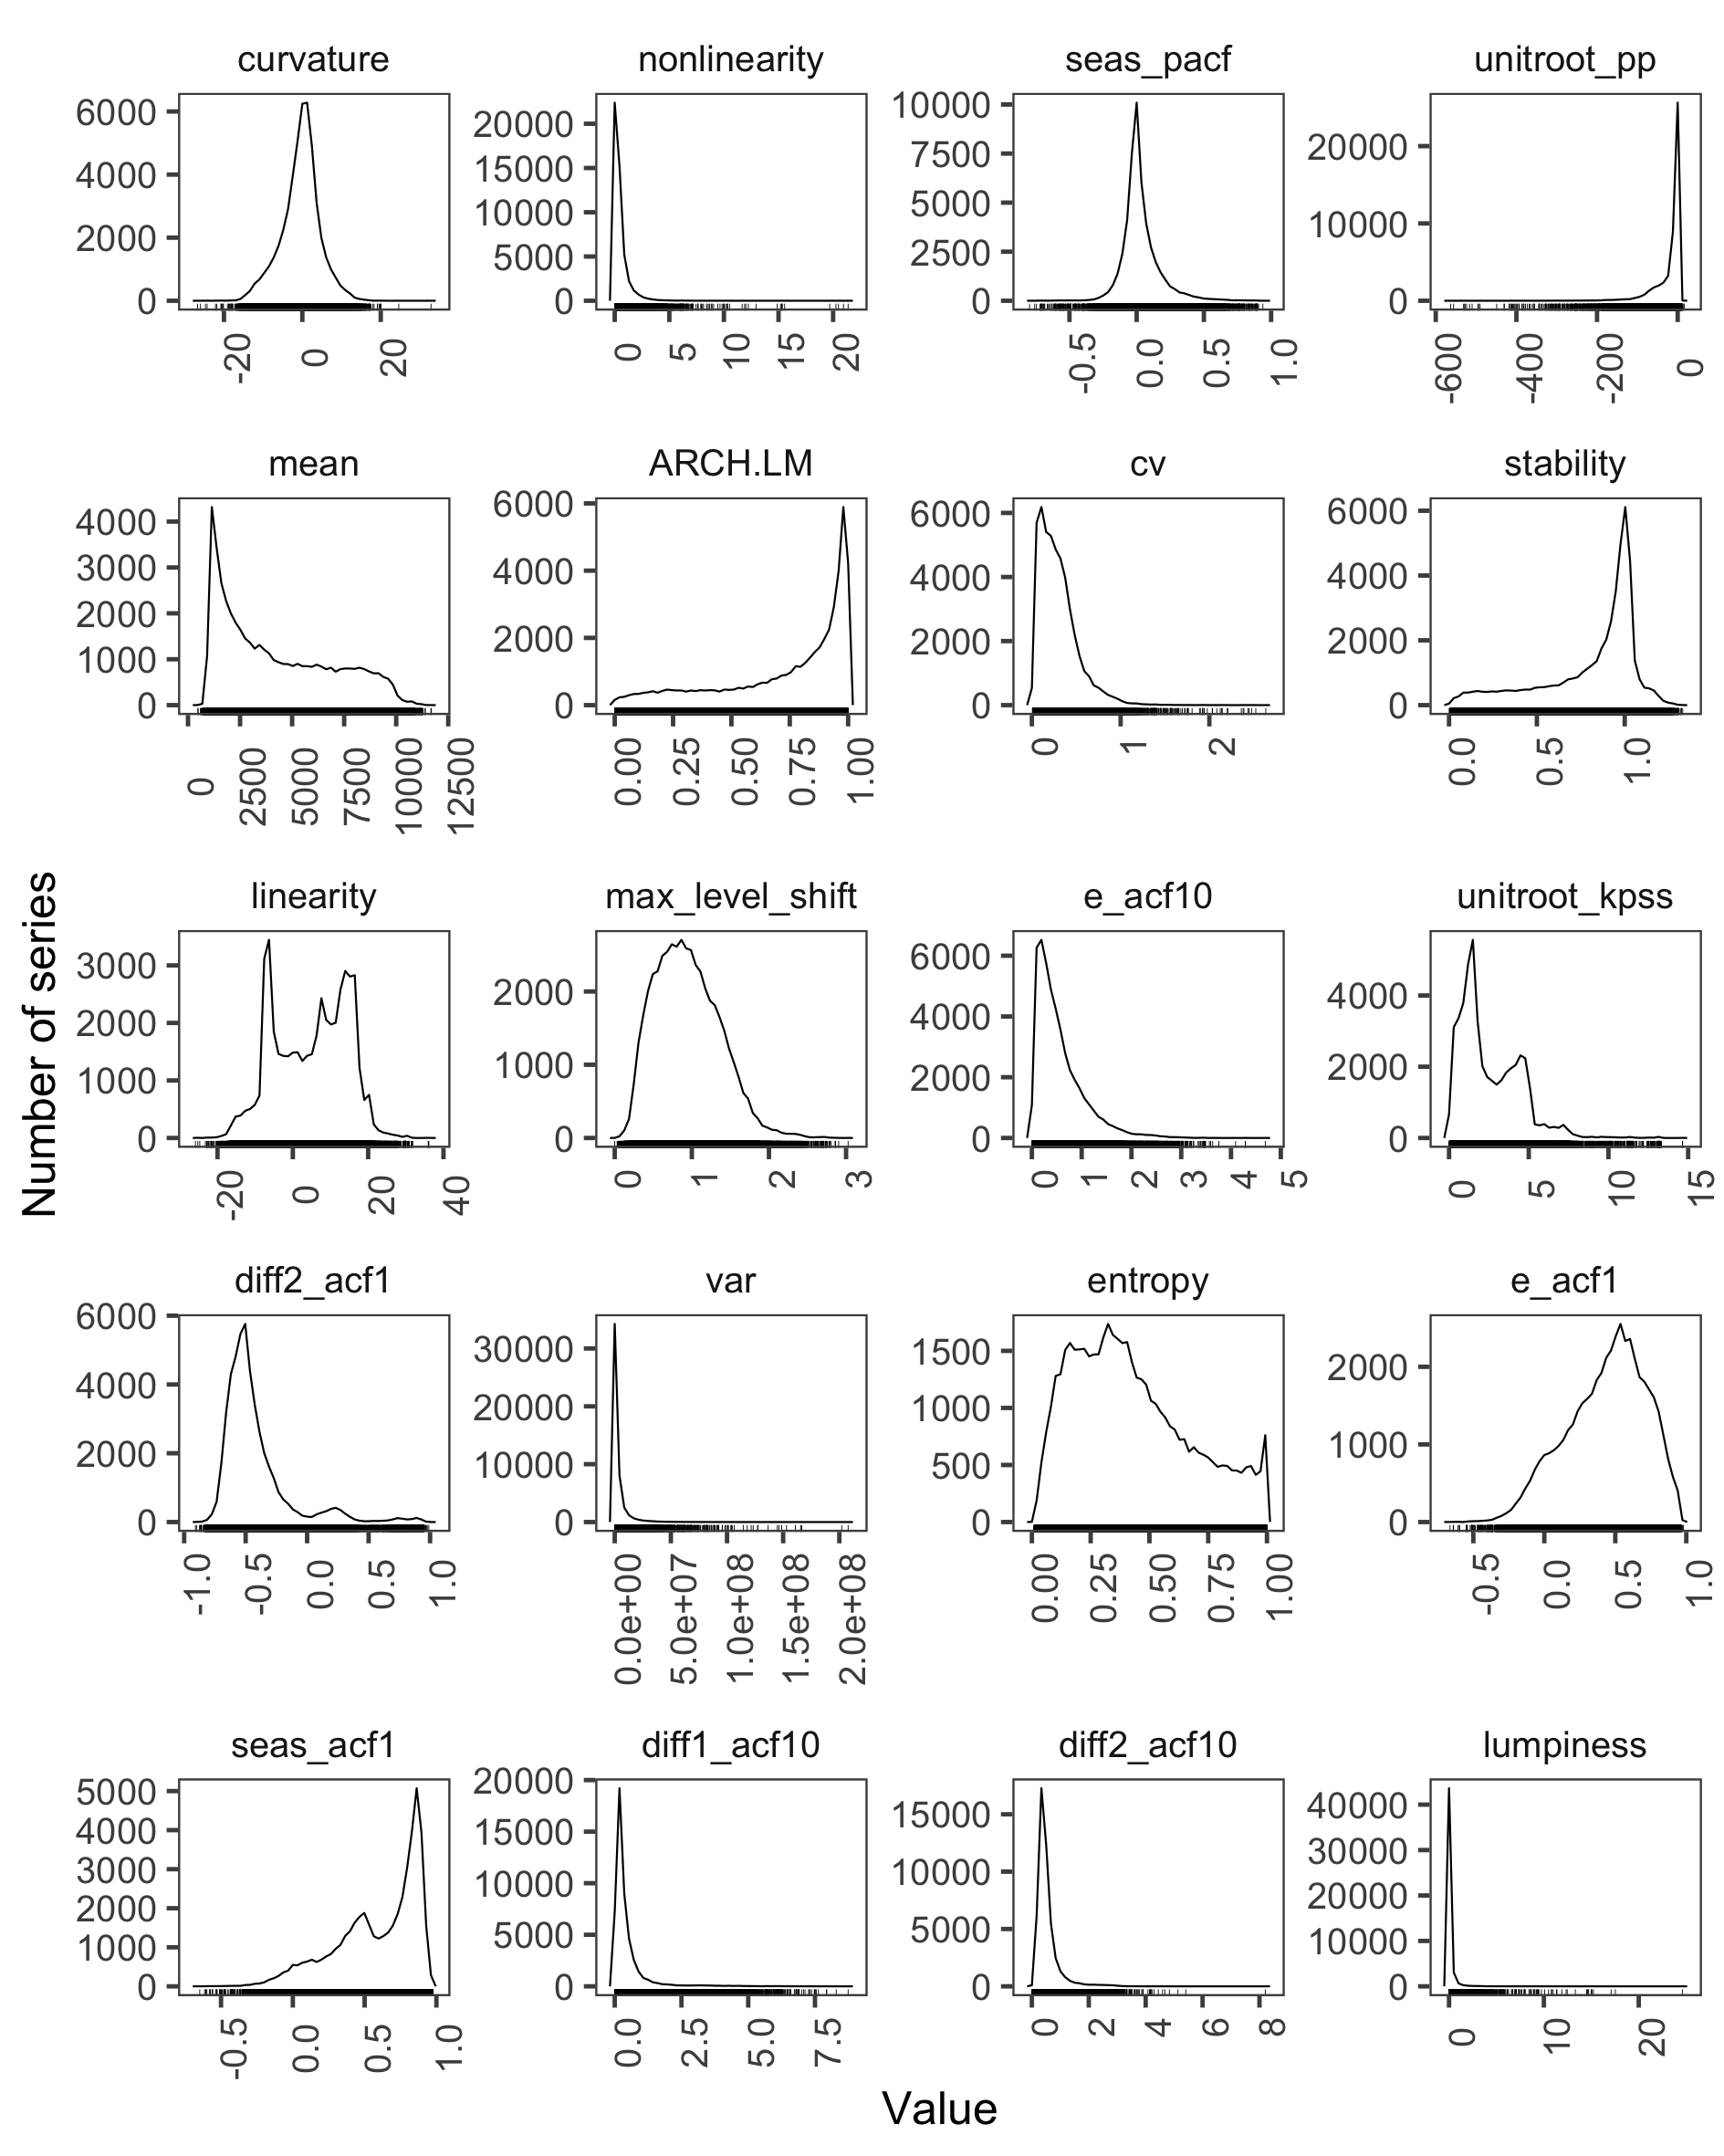 curvature nonlinearity seas_pacf unitroot_pp
6000 4000 2000 0
20000 15000 10000 5000 0
10000 7500 5000 2500 0
20000 10000 0
-20 0 20
0 5 10 15 20
-0.5 0.0 0.5 1.0
-600 -400 -200 0
mean ARCH.LM cv stability
4000 3000 2000 1000 0
6000 4000 2000 0
6000 4000 2000 0
6000 4000 2000 0
0 2500 5000 7500 10000 12500
0.00 0.25 0.50 0.75 1.00
0 1 2
0.0 0.5 1.0
Number of series
linearity max_level_shift e_acf10 unitroot_kpss
3000 2000 1000 0
2000 1000 0
6000 4000 2000 0
4000 2000 0
-20 0 20 40
0 1 2 3
0 1 2 3 4 5
0 5 10 15
diff2_acf1 var entropy e_acf1
6000 4000 2000 0
30000 20000 10000 0
1500 1000 500 0
2000 1000 0
-1.0 -0.5 0.0 0.5 1.0
0.0e+00 5.0e+07 1.0e+08 1.5e+08 2.0e+08
0.00 0.25 0.50 0.75 1.00
-0.5 0.0 0.5 1.0
seas_acf1 diff1_acf10 diff2_acf10 lumpiness
5000 4000 3000 2000 1000 0
20000 15000 10000 5000 0
15000 10000 5000 0
40000 30000 20000 10000 0
-0.5 0.0 0.5 1.0
0.0 2.5 5.0 7.5
0 2 4 6 8
0 10 20
Value